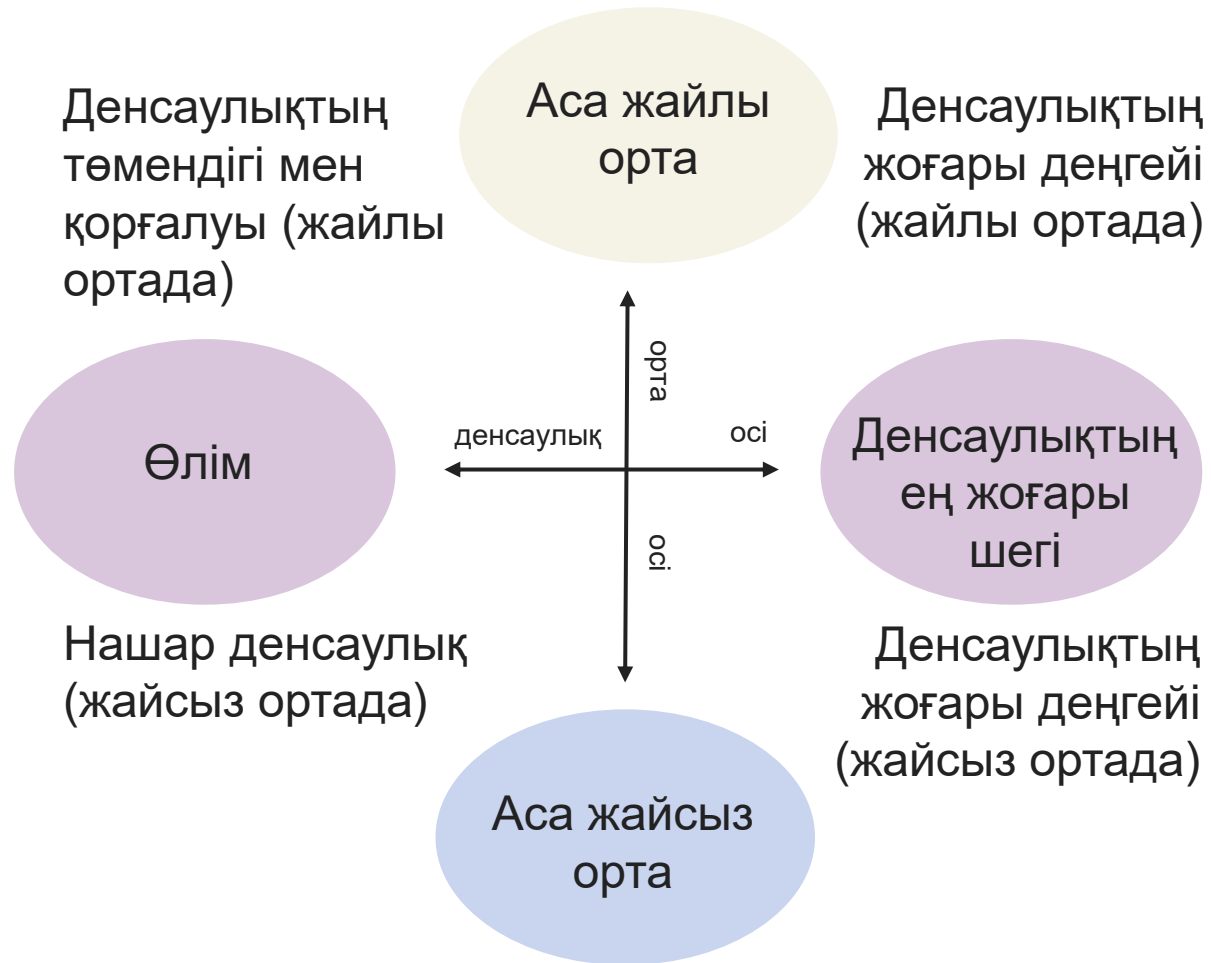 Денсаулықтың
төмендігі мен
қорғалуы (жайлы
ортада)
Аса жайлы
орта
Денсаулықтың
жоғары деңгейі
(жайлы ортада)
орта
денсаулық
осі
осі
Өлім
Денсаулықтың
ең жоғары
шегі
Нашар денсаулық
(жайсыз ортада)
Аса жайсыз
орта
Денсаулықтың
жоғары деңгейі
(жайсыз ортада)